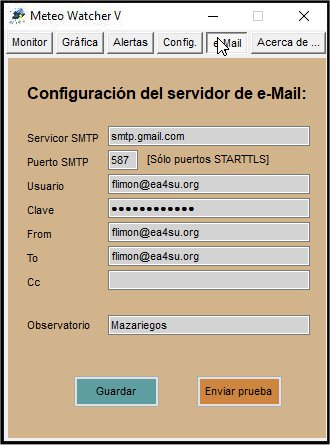 Meteo Watcher V
Monitor Gráfica Alertas Config. e-Mail Acerca de ...
Configuración del servidor de e-Mail:
Servicor SMTP smtp.gmail.com
Puerto SMTP 587 [Sólo puertos STARTTLS]
Usuario flimon@ea4su.org
Clave ●●●●●●●●●●●●
From flimon@ea4su.org
To flimon@ea4su.org
Cc
Observatorio Mazariegos
Guardar Enviar prueba